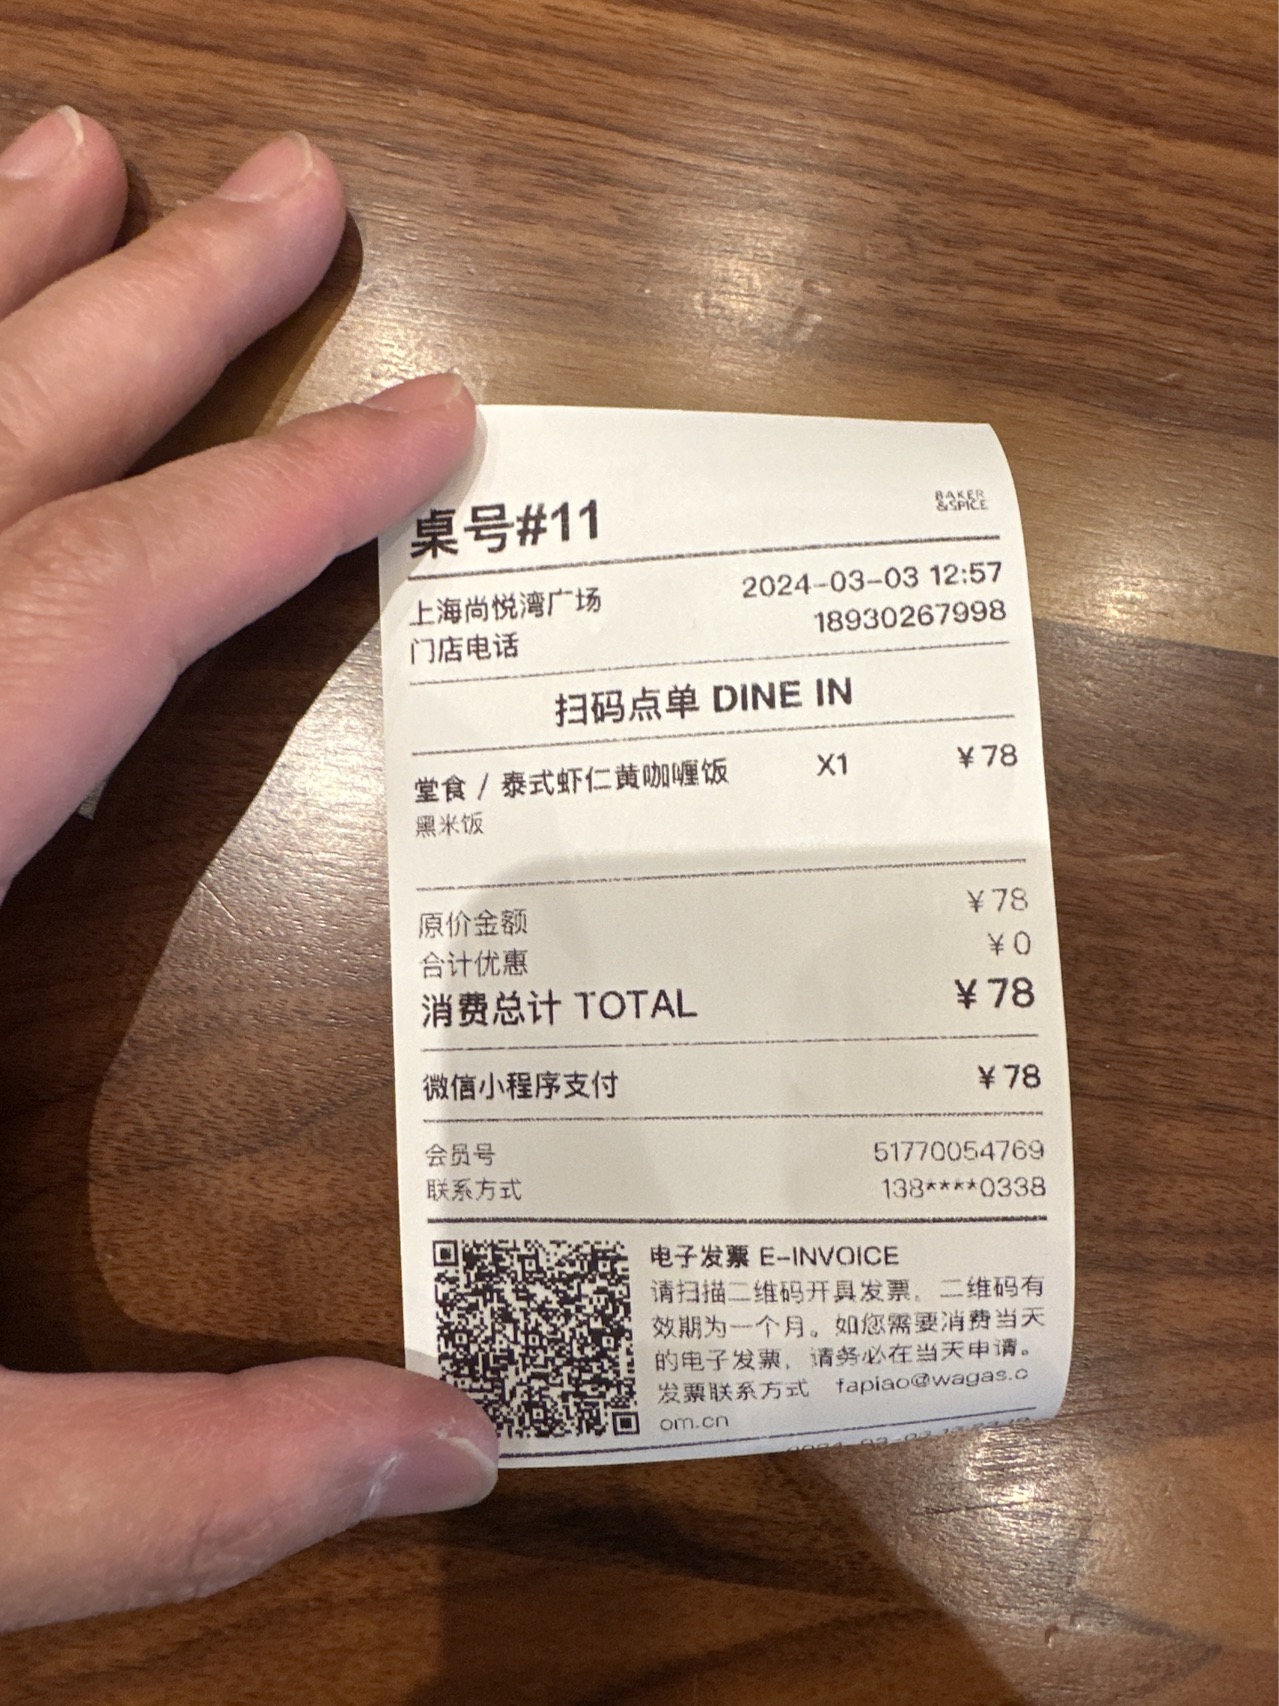 桌号#11
BAKER
&SPICE
上海尚悦湾广场 2024-03-03 12:57
门店电话 18930267998
扫码点单 DINE IN
堂食 / 泰式虾仁黄咖喱饭 X1 ¥78
黑米饭
原价金额 ¥78
合计优惠 ¥0
消费总计 TOTAL ¥78
微信小程序支付 ¥78
会员号 51770054769
联系方式 138****0338
电子发票 E-INVOICE
请扫描二维码开具发票。二维码有
效期为一个月。如您需要消费当天
的电子发票，请务必在当天申请。
发票联系方式 fapiao@wagas.c
om.cn